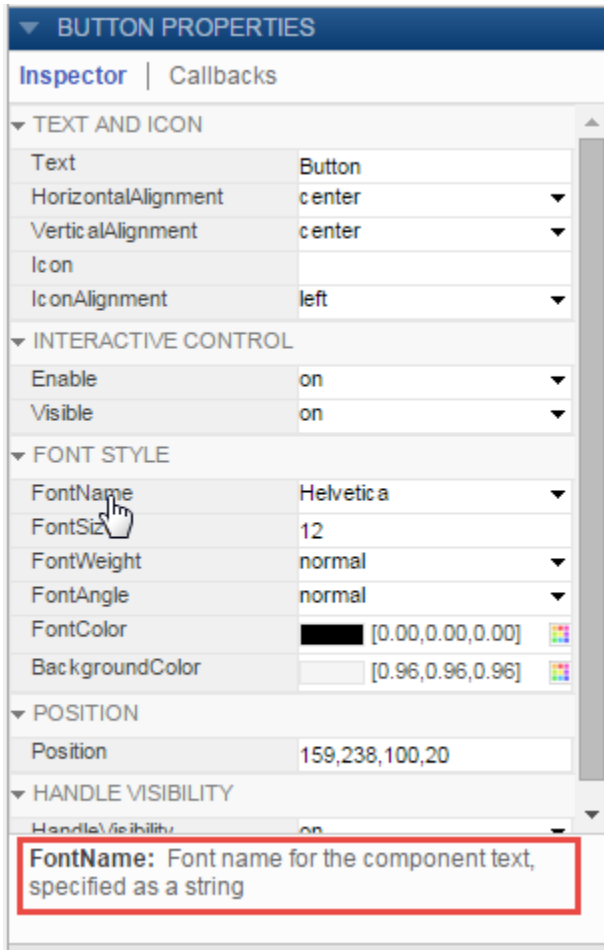 BUTTON PROPERTIES
Inspector | Callbacks
TEXT AND ICON
Text Button
HorizontalAlignment center
VerticalAlignment center
Icon
IconAlignment left
INTERACTIVE CONTROL
Enable on
Visible on
FONT STYLE
FontName Helvetica
FontSiz 12
FontWeight normal
FontAngle normal
FontColor [0.00,0.00,0.00]
BackgroundColor [0.96,0.96,0.96]
POSITION
Position 159,238,100,20
HANDLE VISIBILITY
HandleVisibility on
FontName: Font name for the component text,
specified as a string